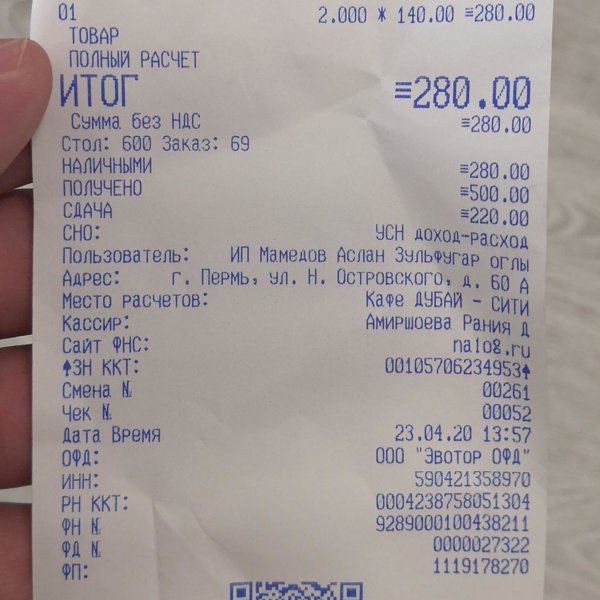 01 2.000 * 140.00 ≡280.00
ТОВАР
ПОЛНЫЙ РАСЧЕТ
ИТОГ ≡280.00
Сумма без НДС ≡280.00
Стол: 600 Заказ: 69
НАЛИЧНЫМИ ≡280.00
ПОЛУЧЕНО ≡500.00
СДАЧА ≡220.00
СНО: УСН доход-расход
Пользователь: ИП Мамедов Аслан Зульфугар оглы
Адрес: г. Пермь, ул. Н. Островского, д. 60 А
Место расчетов: Кафе ДУБАЙ - СИТИ
Кассир: Амиршоева Рания Д
Сайт ФНС: nalog.ru
♠ЗН ККТ: 00105706234953♠
Смена № 00261
Чек № 00052
Дата Время 23.04.20 13:57
ОФД: ООО "Эвотор ОФД"
ИНН: 590421358970
РН ККТ: 0004238758051304
ФН № 9289000100438211
ФД № 0000027322
ФП: 1119178270